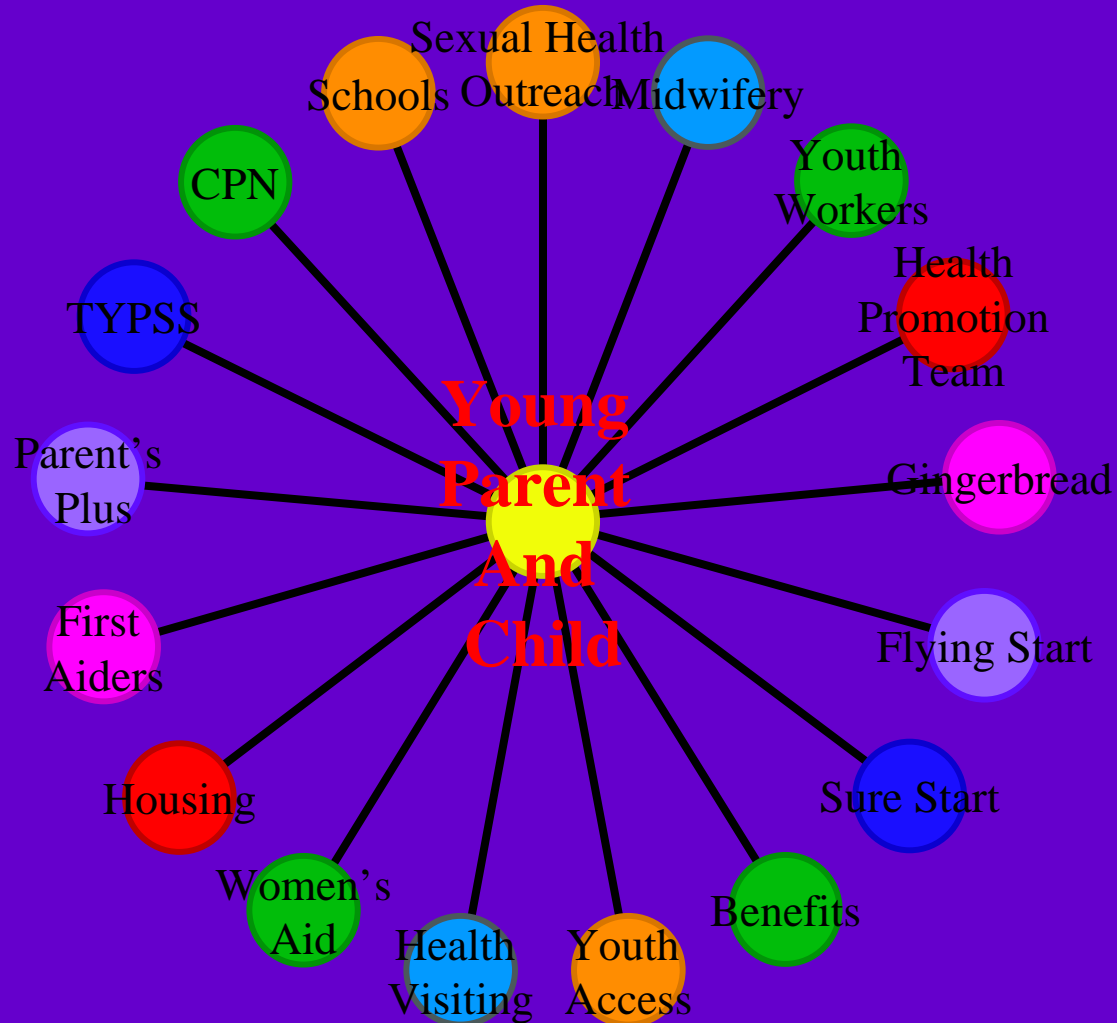 Sexual Health
Outreach
Midwifery
Youth
Workers
Health
Promotion
Team
Gingerbread
Flying Start
Sure Start
Benefits
Youth
Access
Health
Visiting
Women's
Aid
Housing
First
Aiders
Parent's
Plus
TYPSS
CPN
Schools
Young
Parent
And
Child